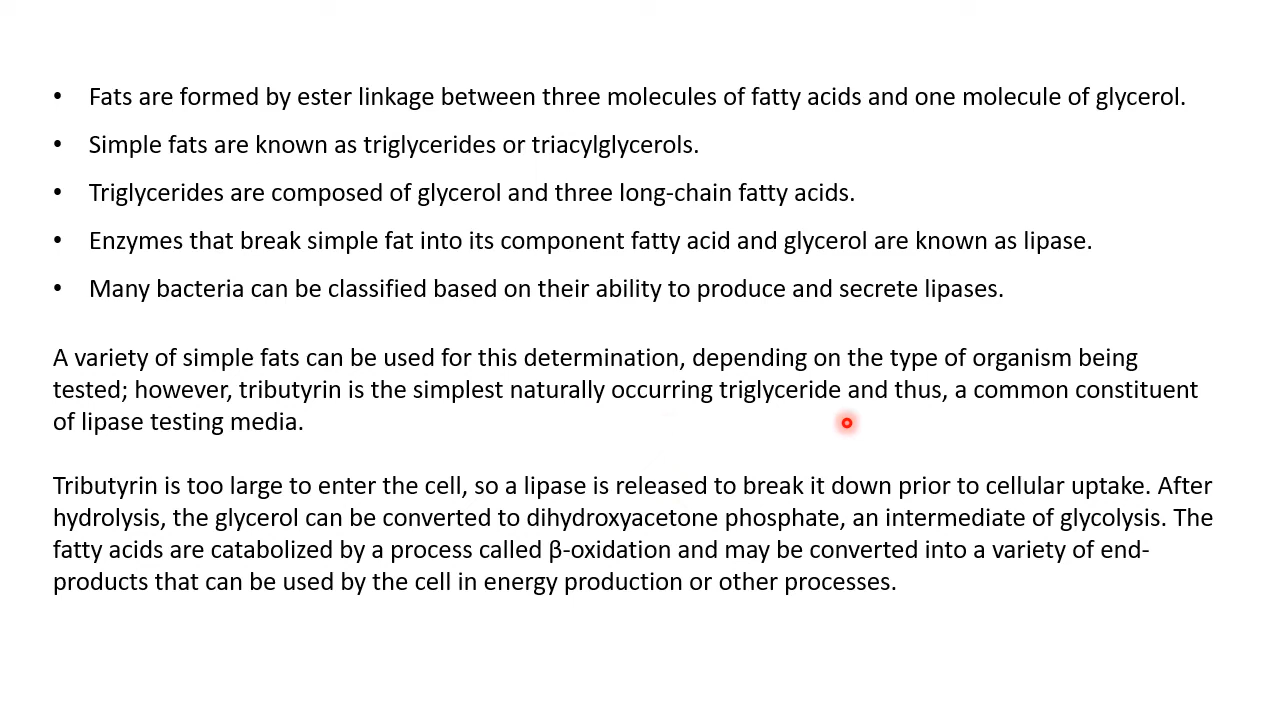 • Fats are formed by ester linkage between three molecules of fatty acids and one molecule of glycerol.
• Simple fats are known as triglycerides or triacylglycerols.
• Triglycerides are composed of glycerol and three long-chain fatty acids.
• Enzymes that break simple fat into its component fatty acid and glycerol are known as lipase.
• Many bacteria can be classified based on their ability to produce and secrete lipases.
A variety of simple fats can be used for this determination, depending on the type of organism being
tested; however, tributyrin is the simplest naturally occurring triglyceride and thus, a common constituent
of lipase testing media.
Tributyrin is too large to enter the cell, so a lipase is released to break it down prior to cellular uptake. After
hydrolysis, the glycerol can be converted to dihydroxyacetone phosphate, an intermediate of glycolysis. The
fatty acids are catabolized by a process called β-oxidation and may be converted into a variety of end-
products that can be used by the cell in energy production or other processes.